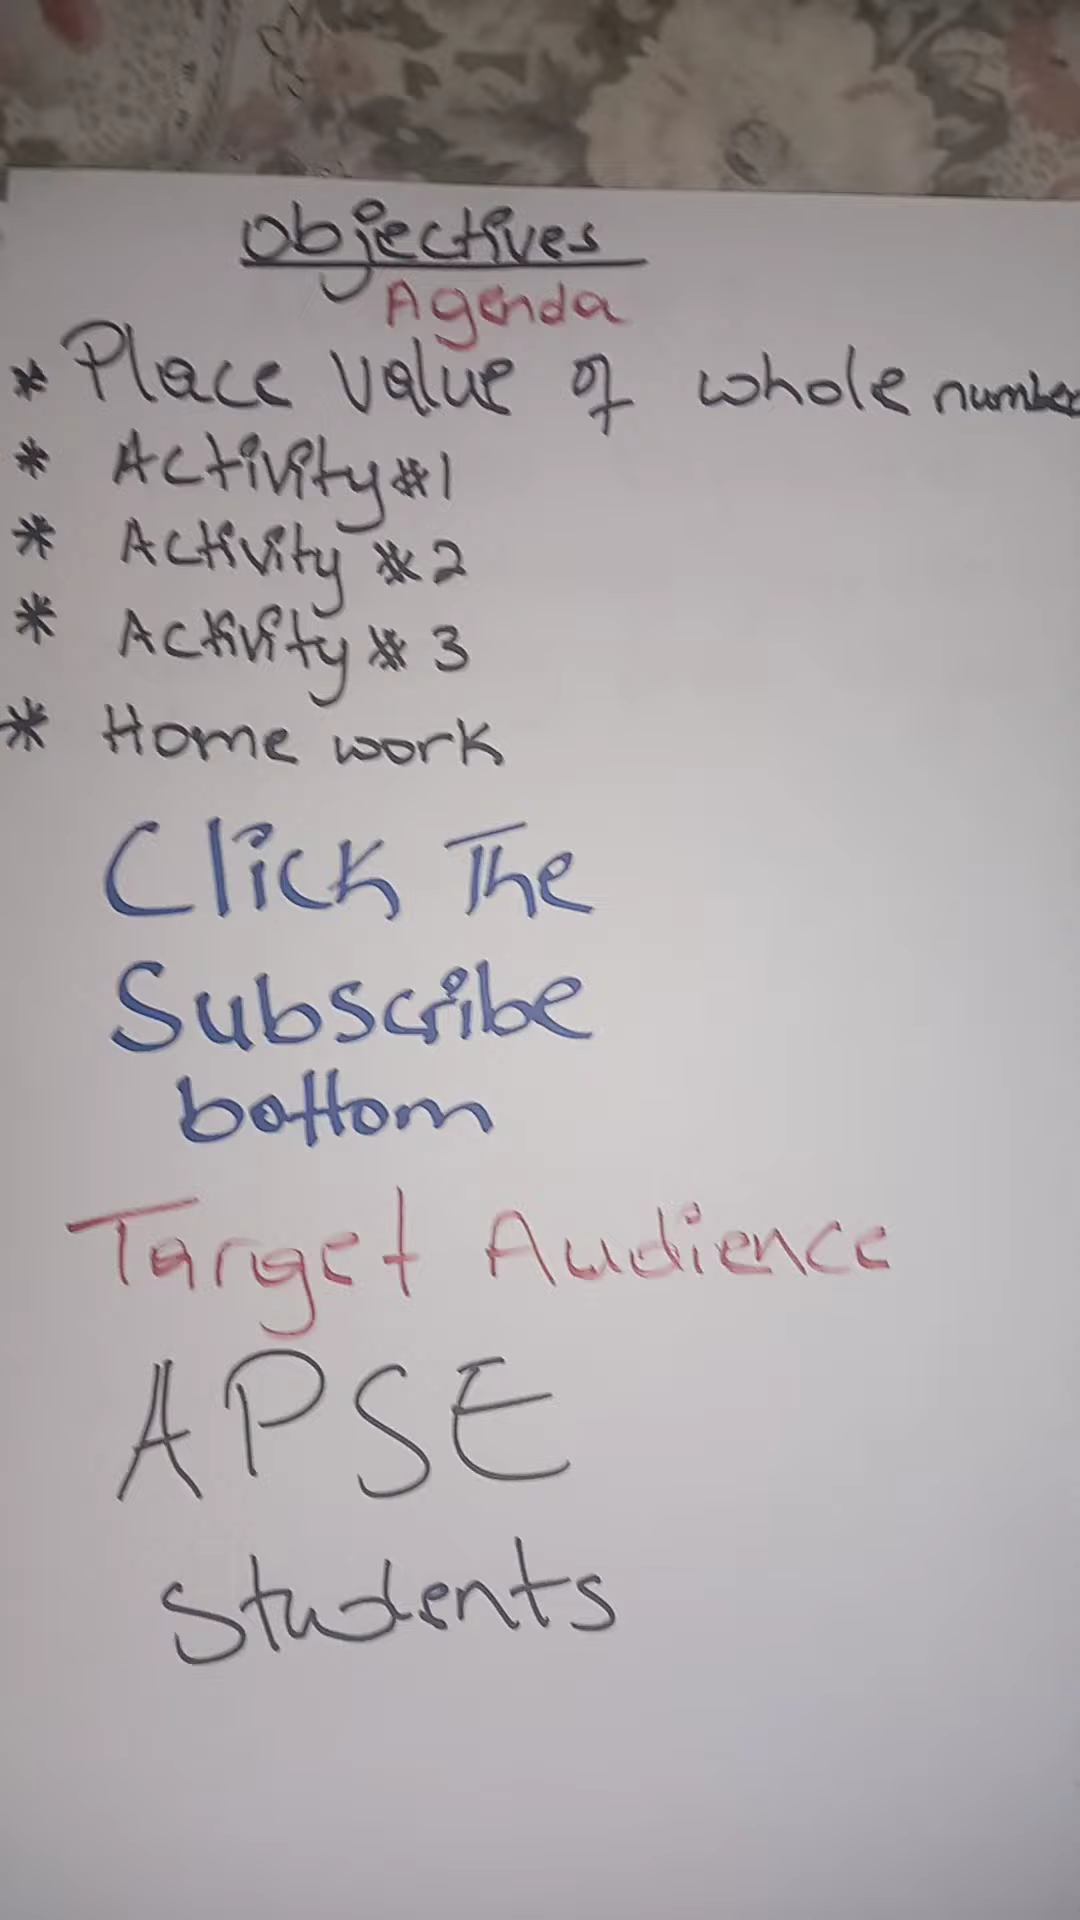 Objectives
Agenda
* Place value of whole number
* Activity #1
* Activity # 2
* Activity # 3
* Home work
Click The
Subscribe
bottom
Target Audience
APSE
Students